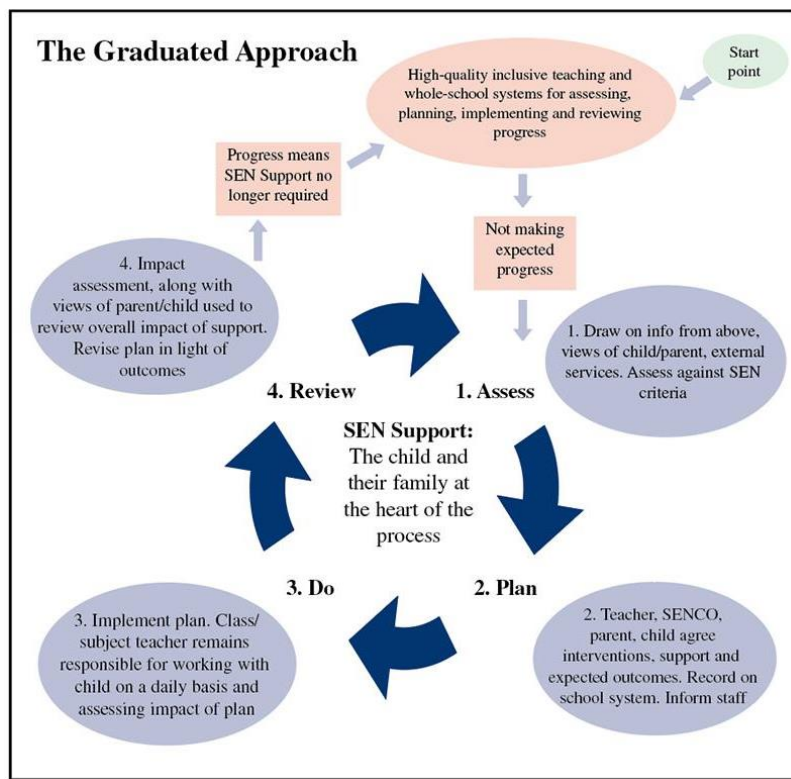 The Graduated Approach
Start
point
High-quality inclusive teaching and
whole-school systems for assessing,
planning, implementing and reviewing
progress
Progress means
SEN Support no
longer required
Not making
expected
progress
4. Impact
assessment, along with
views of parent/child used to
review overall impact of support.
Revise plan in light of
outcomes
1. Draw on info from above,
views of child/parent, external
services. Assess against SEN
criteria
4. Review
1. Assess
SEN Support:
The child and
their family at
the heart of the
process
3. Do
2. Plan
3. Implement plan. Class/
subject teacher remains
responsible for working with
child on a daily basis and
assessing impact of plan
2. Teacher, SENCO,
parent, child agree
interventions, support and
expected outcomes. Record on
school system. Inform staff